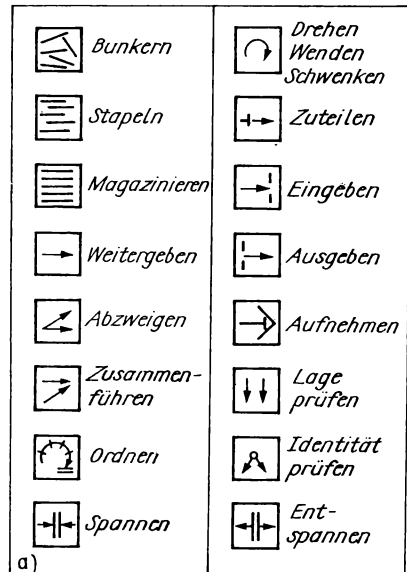 Bunkern
Stapeln
Magazinieren
Weitergeben
Abzweigen
Zusammen-
führen
Ordnen
Spannen
a)
Drehen
Wenden
Schwenken
Zuteilen
Eingeben
Ausgeben
Aufnehmen
Lage
prüfen
Identität
prüfen
Ent-
spannen